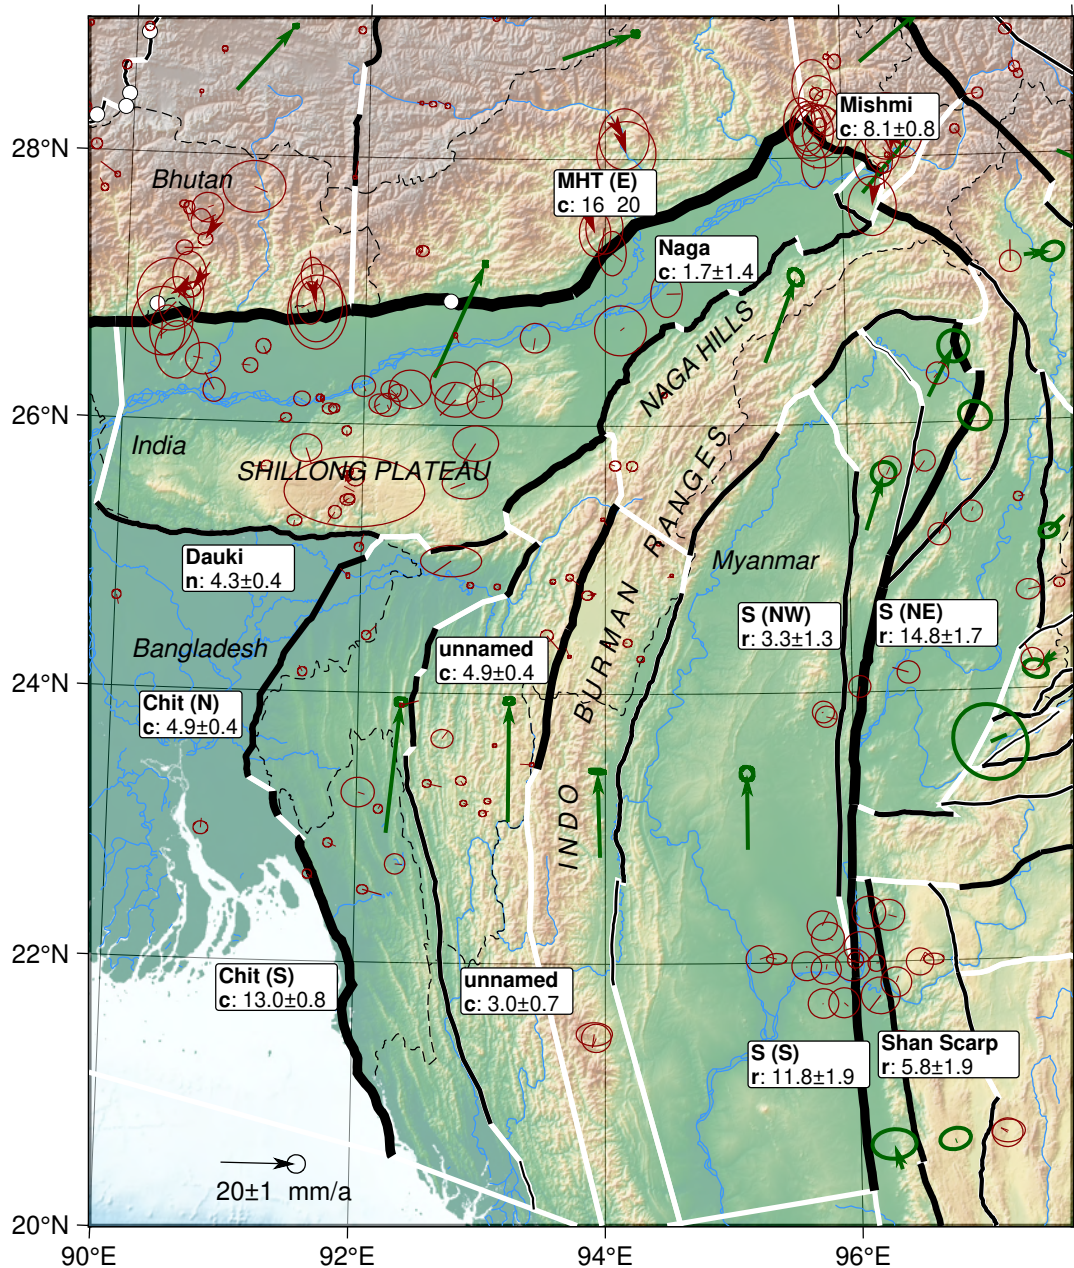 Mishmi
c: 8.1±0.8
28°N
Bhutan
MHT (E)
c: 16 20
Naga
c: 1.7±1.4
NAGA HILLS
26°N
India
SHILLONG PLATEAU
INDO BURMAN RANGES
Dauki
n: 4.3±0.4
Myanmar
S (NW)
r: 3.3±1.3
S (NE)
r: 14.8±1.7
Bangladesh
unnamed
c: 4.9±0.4
24°N
Chit (N)
c: 4.9±0.4
22°N
Chit (S)
c: 13.0±0.8
unnamed
c: 3.0±0.7
S (S)
r: 11.8±1.9
Shan Scarp
r: 5.8±1.9
20±1 mm/a
20°N
90°E 92°E 94°E 96°E